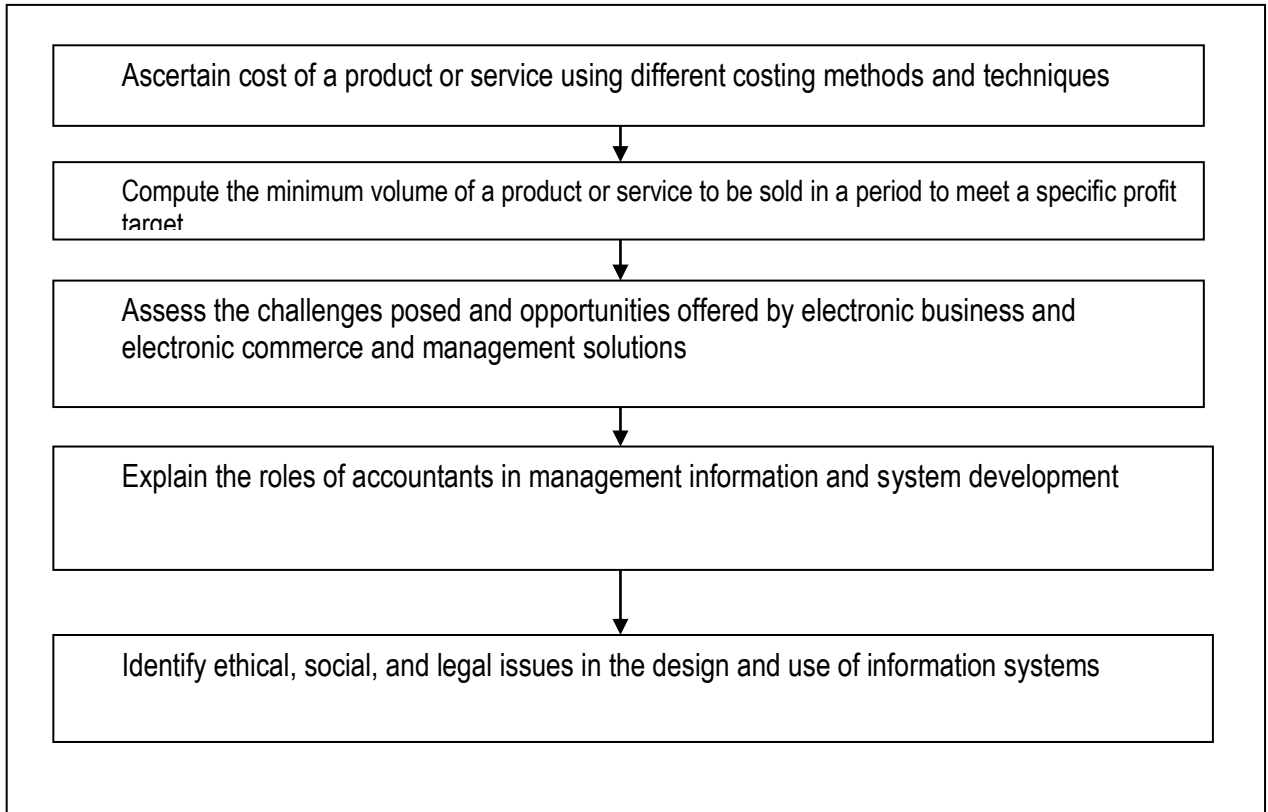 Ascertain cost of a product or service using different costing methods and techniques
Compute the minimum volume of a product or service to be sold in a period to meet a specific profit
target
Assess the challenges posed and opportunities offered by electronic business and
electronic commerce and management solutions
Explain the roles of accountants in management information and system development
Identify ethical, social, and legal issues in the design and use of information systems